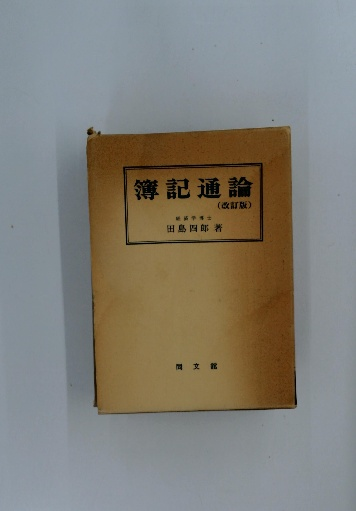 簿記通論
(改訂版)
経済学博士
田島四郎 著
同文舘